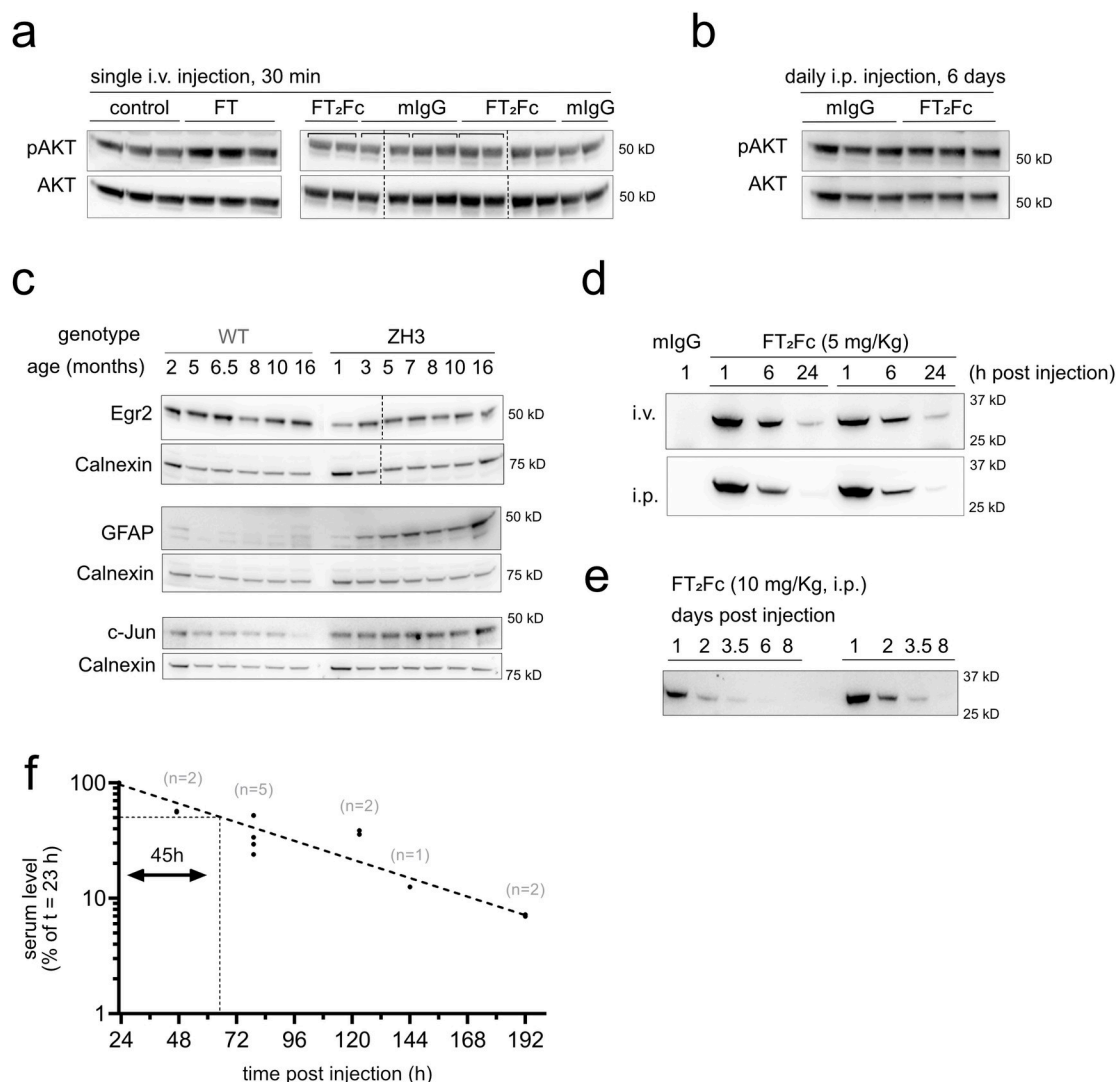 a
single i.v. injection, 30 min
control FT FT₂Fc mIgG FT₂Fc mIgG
pAKT 50 kD
AKT 50 kD
b
daily i.p. injection, 6 days
mIgG FT₂Fc
pAKT 50 kD
AKT 50 kD
c
genotype WT ZH3
age (months) 2 5 6.5 8 10 16 1 3 5 7 8 10 16
Egr2 50 kD
Calnexin 75 kD
GFAP 50 kD
Calnexin 75 kD
c-Jun 50 kD
Calnexin 75 kD
d
mIgG FT₂Fc (5 mg/Kg)
1 1 6 24 1 6 24 (h post injection)
i.v. 37 kD
25 kD
i.p. 37 kD
25 kD
e
FT₂Fc (10 mg/Kg, i.p.)
days post injection
1 2 3.5 6 8 1 2 3.5 8
37 kD
25 kD
f
serum level
(% of t = 23 h)
100
10
1
(n=2) (n=5) (n=2) (n=1) (n=2)
45h
24 48 72 96 120 144 168 192
time post injection (h)